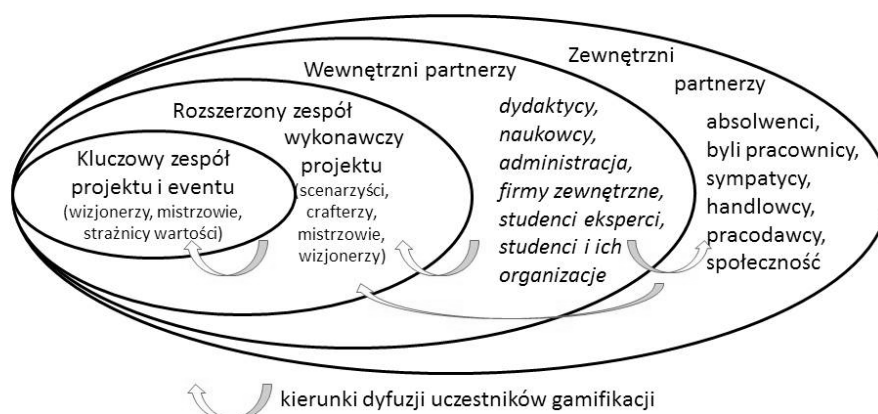 Kluczowy zespół
projektu i eventu
(wizjonerzy, mistrzowie,
strażnicy wartości)
Rozszerzony zespół
wykonawczy
projektu
(scenarzyści,
crafterzy,
mistrzowie,
wizjonerzy)
Wewnętrzni partnerzy
dydaktycy,
naukowcy,
administracja,
firmy zewnętrzne,
studenci eksperci,
studenci i ich
organizacje
Zewnętrzni
partnerzy
absolwenci,
byli pracownicy,
sympatycy,
handlowcy,
pracodawcy,
społeczność
kierunki dyfuzji uczestników gamifikacji